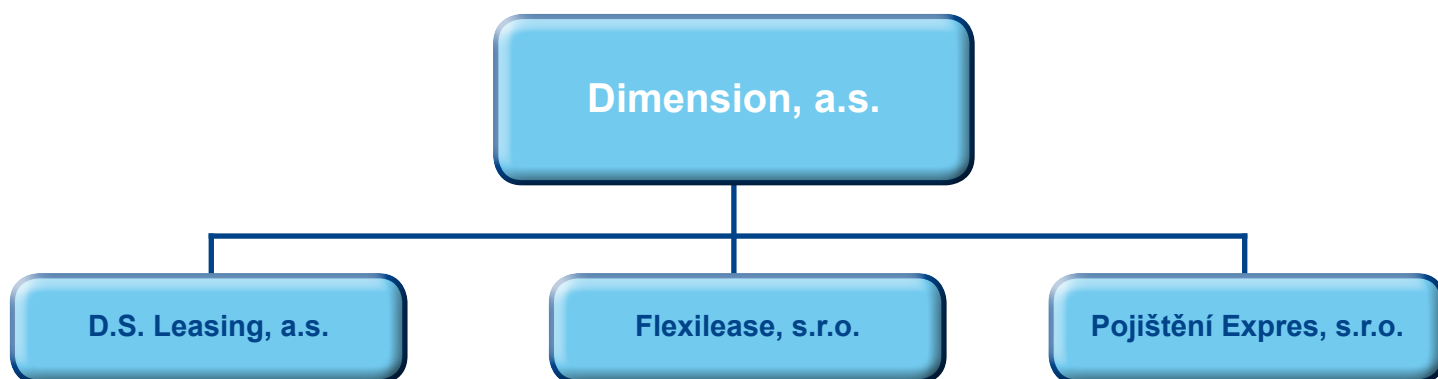 Dimension, a.s.
D.S. Leasing, a.s.
Flexilease, s.r.o.
Pojištění Expres, s.r.o.